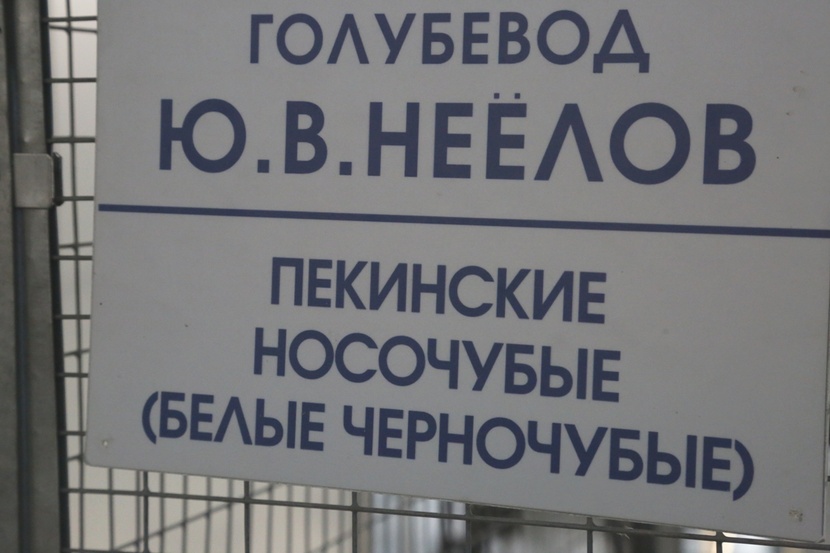 ГОЛУБЕВОД
Ю.В.НЕЁЛОВ
ПЕКИНСКИЕ
НОСОЧУБЫЕ
(БЕЛЫЕ ЧЕРНОЧУБЫЕ)